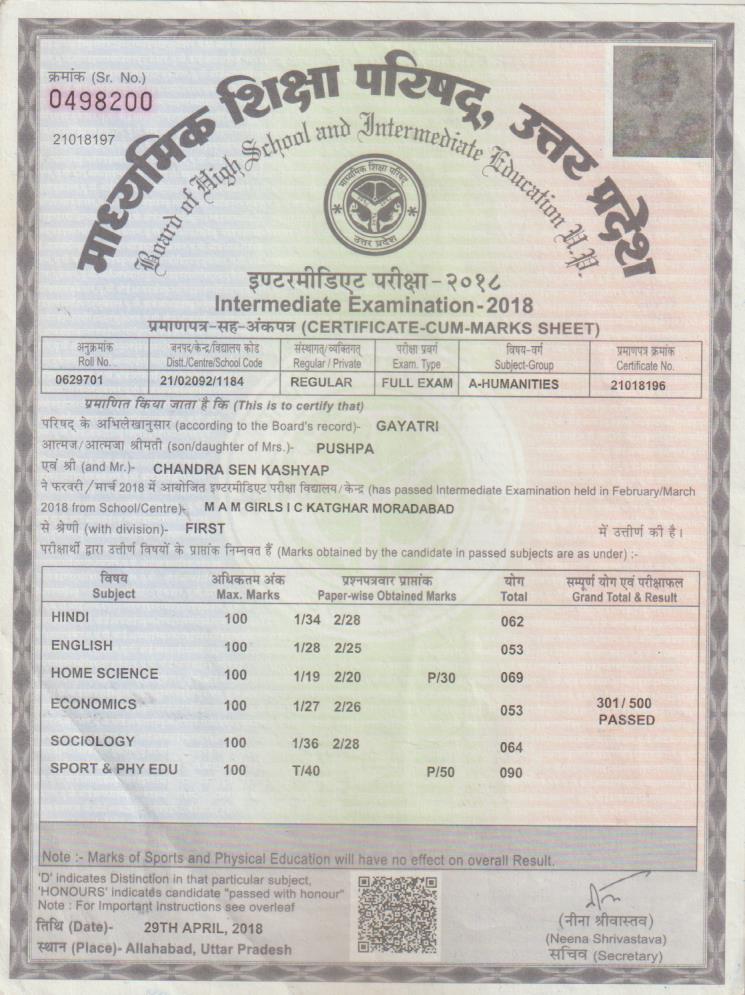 क्रमांक (Sr. No.)
0498200
21018197
माध्यमिक शिक्षा परिषद्, उत्तर प्रदेश
Board of High School and Intermediate Education U.P.
माध्यमिक शिक्षा परिषद
उत्तर प्रदेश
इण्टरमीडिएट परीक्षा-२०१८
Intermediate Examination-2018
प्रमाणपत्र-सह-अंकपत्र (CERTIFICATE-CUM-MARKS SHEET)
अनुक्रमांक जनपद/केन्द्र/विद्यालय कोड संस्थागत/व्यक्तिगत परीक्षा प्रवर्ग विषय-वर्ग प्रमाणपत्र क्रमांक
Roll No. Distt./Centre/School Code Regular / Private Exam. Type Subject-Group Certificate No.
0629701 21/02092/1184 REGULAR FULL EXAM A-HUMANITIES 21018196
प्रमाणित किया जाता है कि (This is to certify that)
परिषद् के अभिलेखानुसार (according to the Board's record)- GAYATRI
आत्मज/आत्मजा श्रीमती (son/daughter of Mrs.)- PUSHPA
एवं श्री (and Mr.)- CHANDRA SEN KASHYAP
ने फरवरी/मार्च 2018 में आयोजित इण्टरमीडिएट परीक्षा विद्यालय/केन्द्र (has passed Intermediate Examination held in February/March
2018 from School/Centre)- M A M GIRLS I C KATGHAR MORADABAD
से श्रेणी (with division)- FIRST में उत्तीर्ण की है।
परीक्षार्थी द्वारा उत्तीर्ण विषयों के प्राप्तांक निम्नवत हैं (Marks obtained by the candidate in passed subjects are as under) :-
विषय अधिकतम अंक प्रश्नपत्रवार प्राप्तांक योग सम्पूर्ण योग एवं परीक्षाफल
Subject Max. Marks Paper-wise Obtained Marks Total Grand Total & Result
HINDI 100 1/34 2/28 062
ENGLISH 100 1/28 2/25 053
HOME SCIENCE 100 1/19 2/20 P/30 069
ECONOMICS 100 1/27 2/26 053 301/ 500
PASSED
SOCIOLOGY 100 1/36 2/28 064
SPORT & PHY EDU 100 T/40 P/50 090
Note :- Marks of Sports and Physical Education will have no effect on overall Result.
'D' indicates Distinction in that particular subject,
'HONOURS' indicates candidate "passed with honour"
Note : For Important Instructions see overleaf
तिथि (Date)- 29TH APRIL, 2018
स्थान (Place)- Allahabad, Uttar Pradesh
(नीना श्रीवास्तव)
(Neena Shrivastava)
सचिव (Secretary)